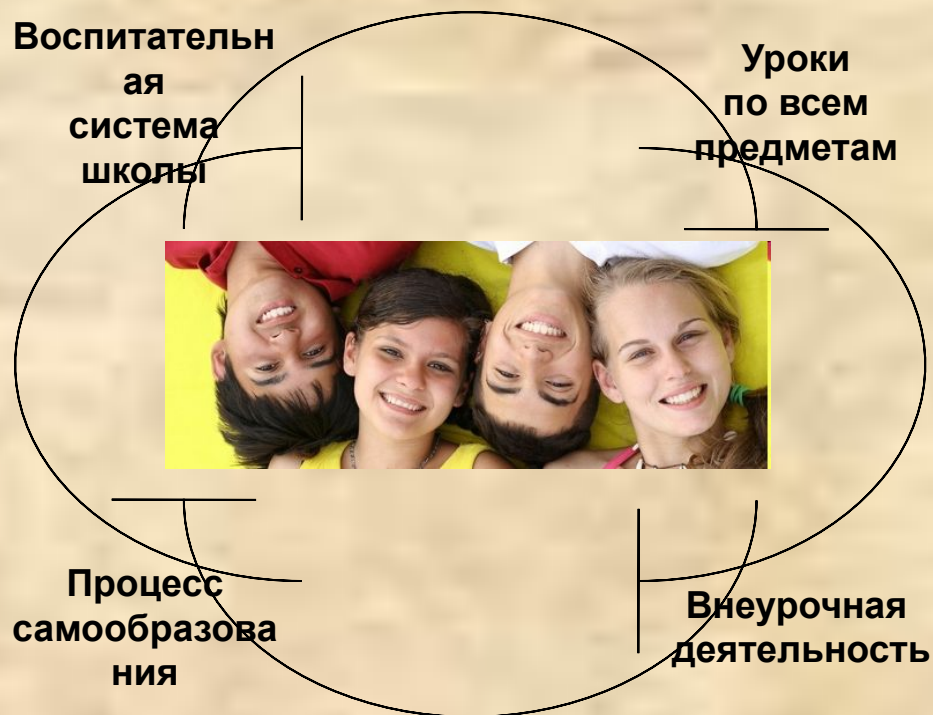 Воспитательн
ая
система
школы
Уроки
по всем
предметам
Процесс
самообразова
ния
Внеурочная
деятельность